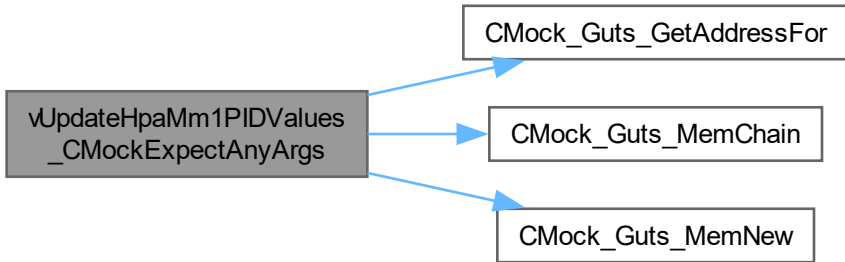 vUpdateHpaMm1PIDValues
_CMockExpectAnyArgs
CMock_Guts_GetAddressFor
CMock_Guts_MemChain
CMock_Guts_MemNew